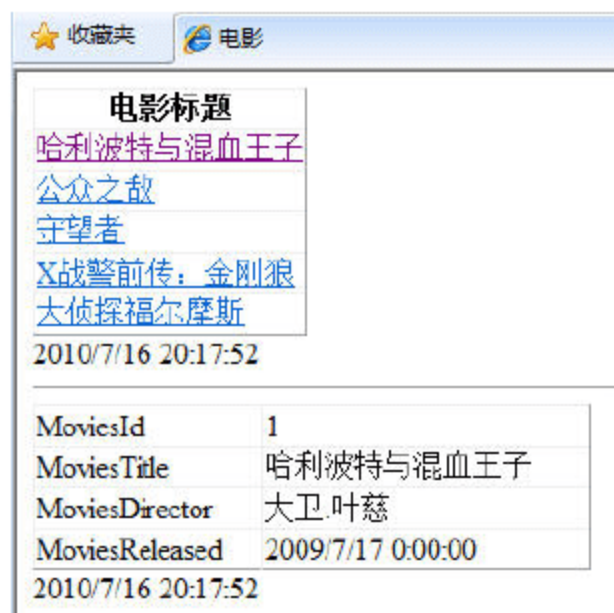 收藏夹 电影
电影标题
哈利波特与混血王子
公众之敌
守望者
X战警前传：金刚狼
大侦探福尔摩斯
2010/7/16 20:17:52
MoviesId 1
MoviesTitle 哈利波特与混血王子
MoviesDirector 大卫.叶慈
MoviesReleased 2009/7/17 0:00:00
2010/7/16 20:17:52